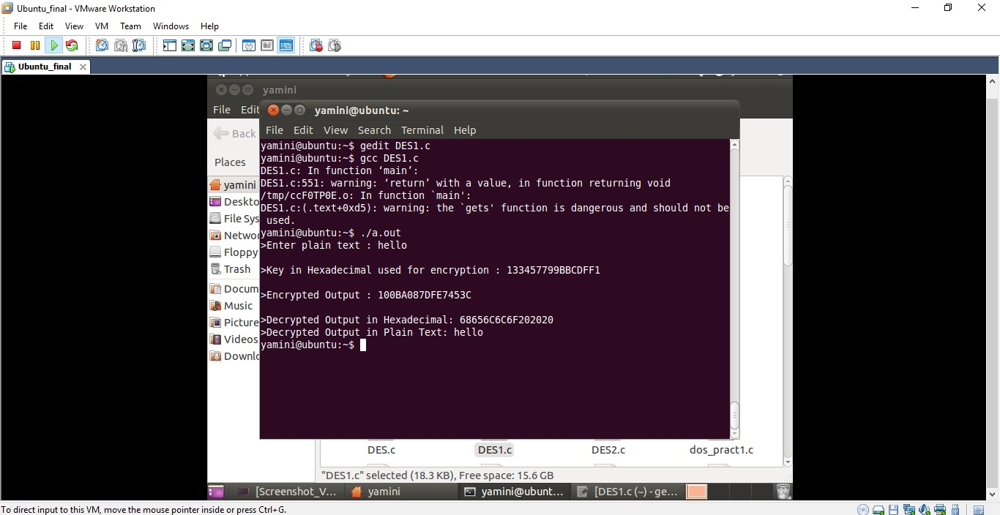 Ubuntu_final - VMware Workstation
File Edit View VM Team Windows Help
Ubuntu_final
yamini
File Edit
yamini@ubuntu: ~
Back
File Edit View Search Terminal Help
Places
yamini
Deskto
File Sys
Networ
Floppy
Trash
Docum
Music
Picture
Videos
Downlo
yamini@ubuntu:~$ gedit DES1.c
yamini@ubuntu:~$ gcc DES1.c
DES1.c: In function ‘main’:
DES1.c:551: warning: ‘return’ with a value, in function returning void
/tmp/ccF0TP0E.o: In function `main':
DES1.c:(.text+0xd5): warning: the `gets' function is dangerous and should not be
used.
yamini@ubuntu:~$ ./a.out
>Enter plain text : hello
>Key in Hexadecimal used for encryption : 133457799BBCDFF1
>Encrypted Output : 100BA087DFE7453C
>Decrypted Output in Hexadecimal: 68656C6C6F202020
>Decrypted Output in Plain Text: hello
yamini@ubuntu:~$
DES.c DES1.c DES2.c dos_pract1.c
"DES1.c" selected (18.3 KB), Free space: 15.6 GB
[Screenshot_V... yamini yamini@ubunt... [DES1.c (~) - ge...
To direct input to this VM, move the mouse pointer inside or press Ctrl+G.